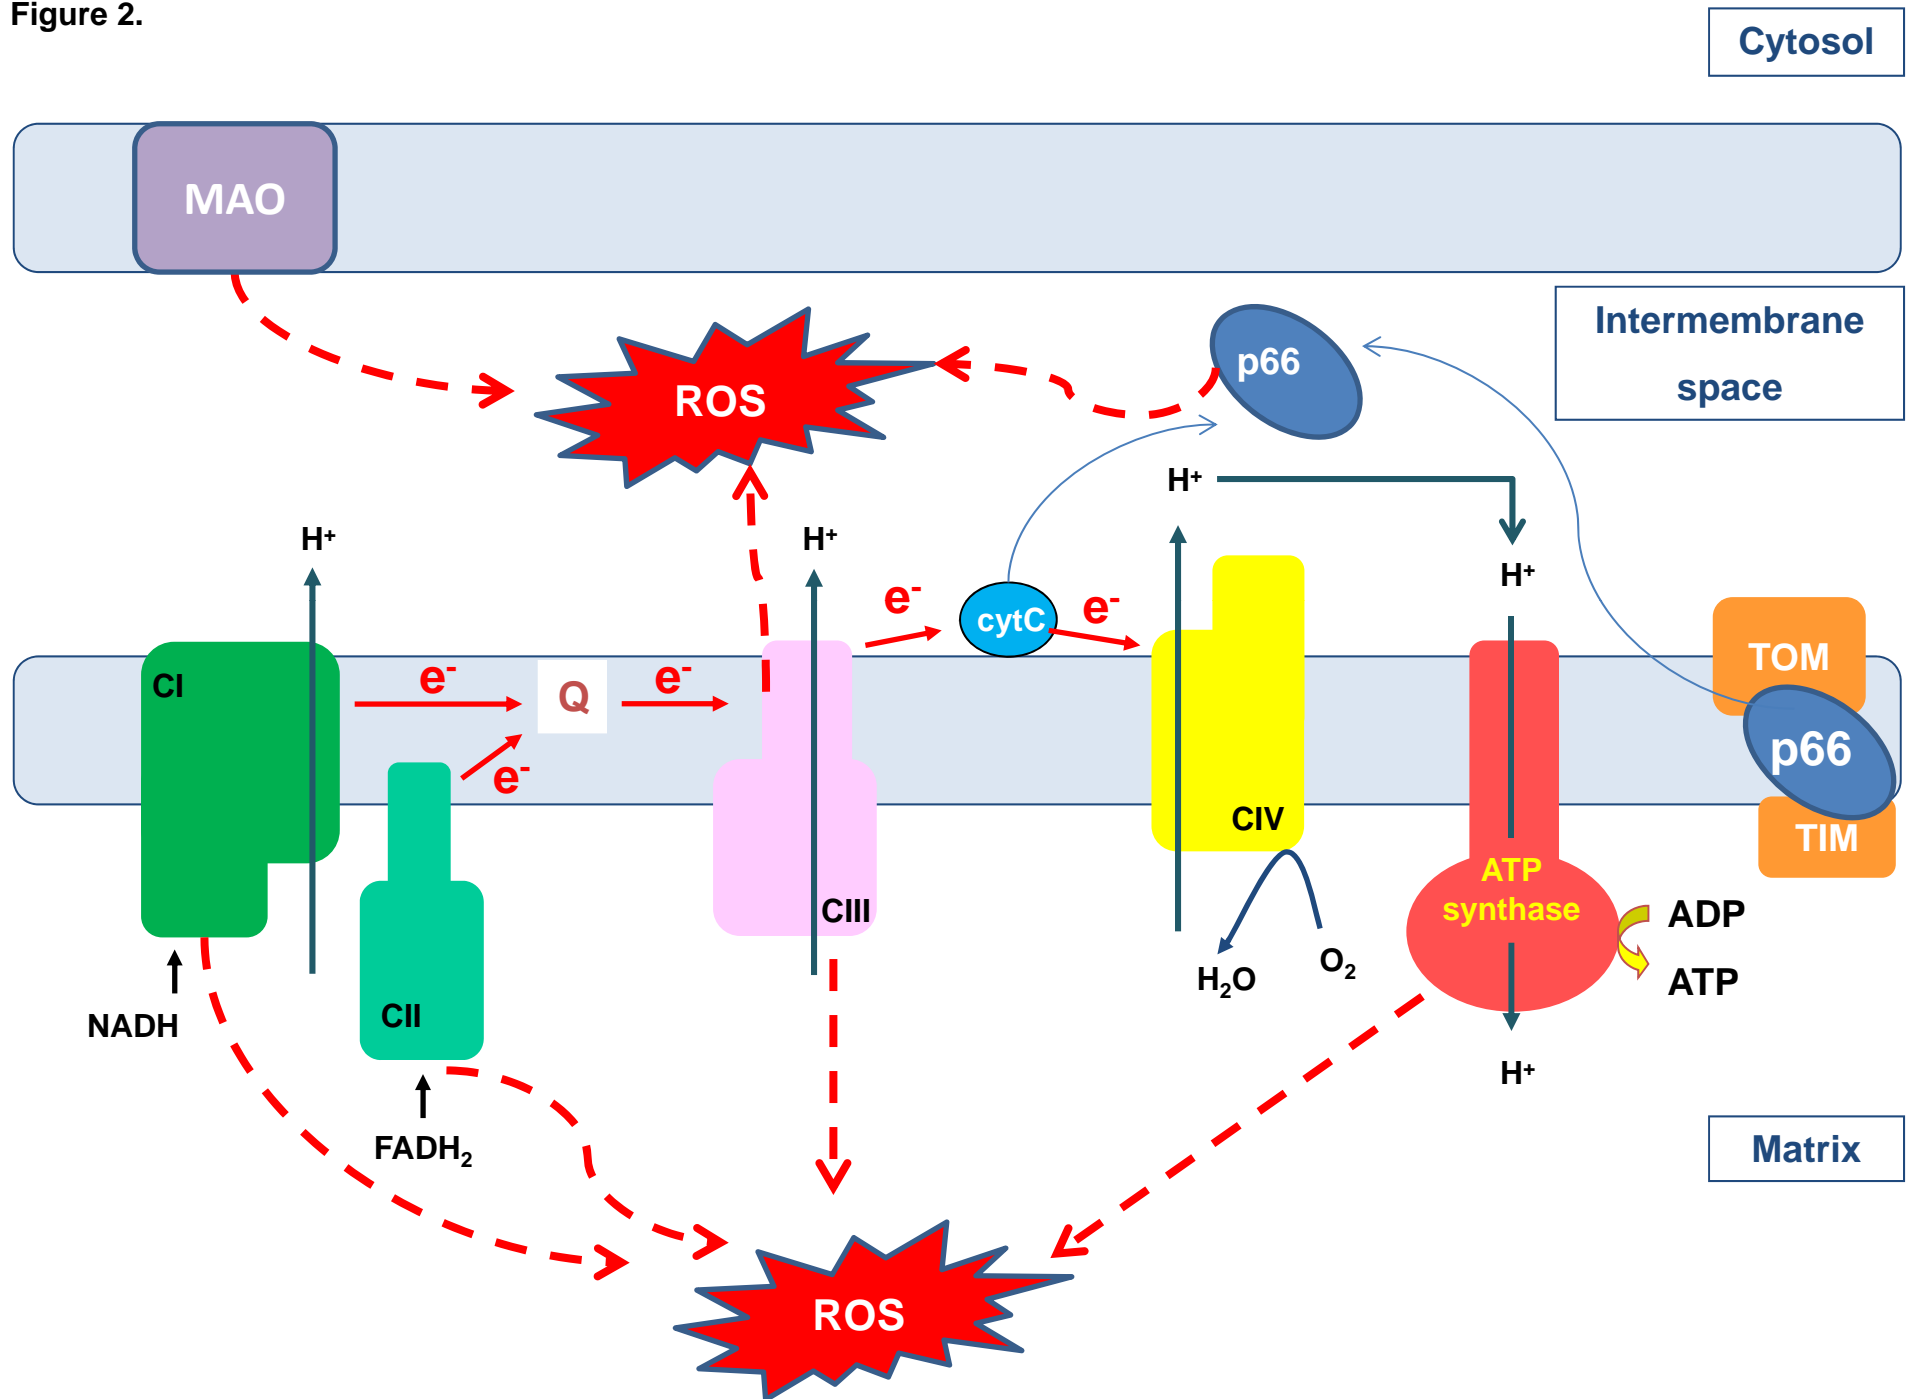 Figure 2.
Cytosol
MAO
Intermembrane
space
p66
ROS
H+
H+
H+
H+
e-
cytC
e-
TOM
CI
e-
Q
e-
p66
e-
CIV
TIM
ATP
synthase
CIII
ADP
H2O
O2
ATP
CII
NADH
H+
FADH2
Matrix
ROS